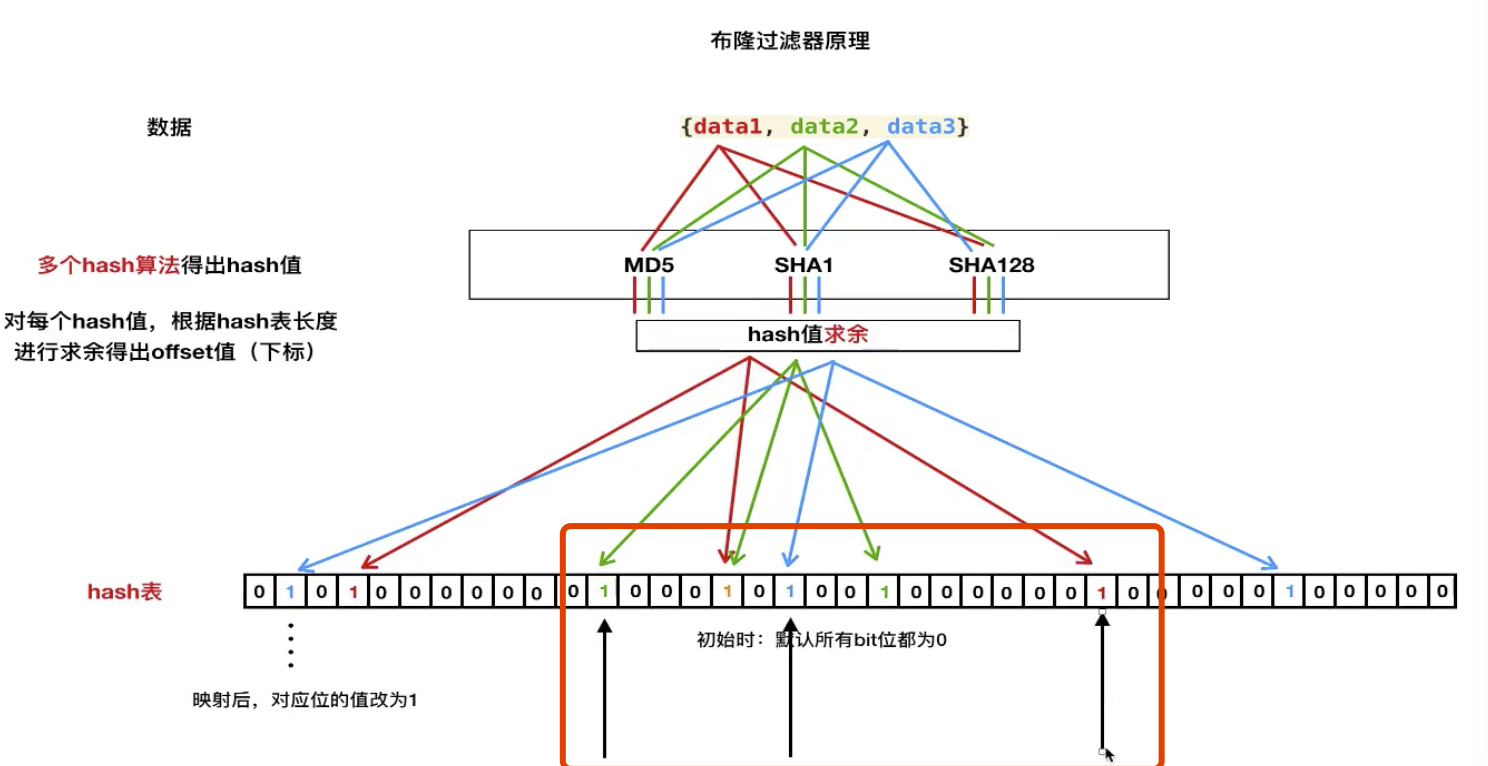 布隆过滤器原理
数据
{data1, data2, data3}
多个hash算法得出hash值
MD5 SHA1 SHA128
对每个hash值，根据hash表长度
进行求余得出offset值（下标）
hash值求余
hash表
0 1 0 1 0 0 0 0 0 0 0 1 0 0 0 1 0 1 0 0 1 0 0 0 0 0 0 1 0 0 0 0 0 1 0 0 0 0 0
初始时：默认所有bit位都为0
映射后，对应位的值改为1